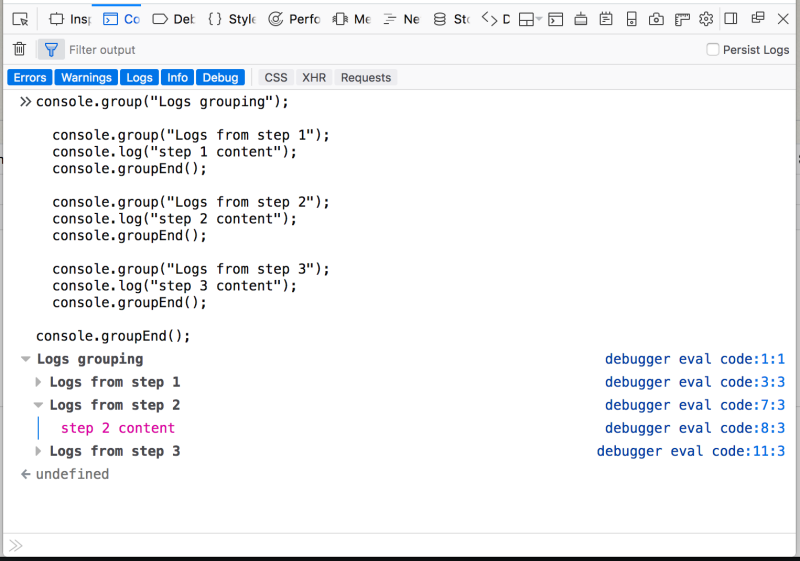 Insp Co Deb { } Style Perfo Me Ne Sto D
Filter output Persist Logs
Errors Warnings Logs Info Debug CSS XHR Requests
console.group("Logs grouping");
console.group("Logs from step 1");
console.log("step 1 content");
console.groupEnd();
console.group("Logs from step 2");
console.log("step 2 content");
console.groupEnd();
console.group("Logs from step 3");
console.log("step 3 content");
console.groupEnd();
console.groupEnd();
Logs grouping debugger eval code:1:1
Logs from step 1 debugger eval code:3:3
Logs from step 2 debugger eval code:7:3
step 2 content debugger eval code:8:3
Logs from step 3 debugger eval code:11:3
undefined